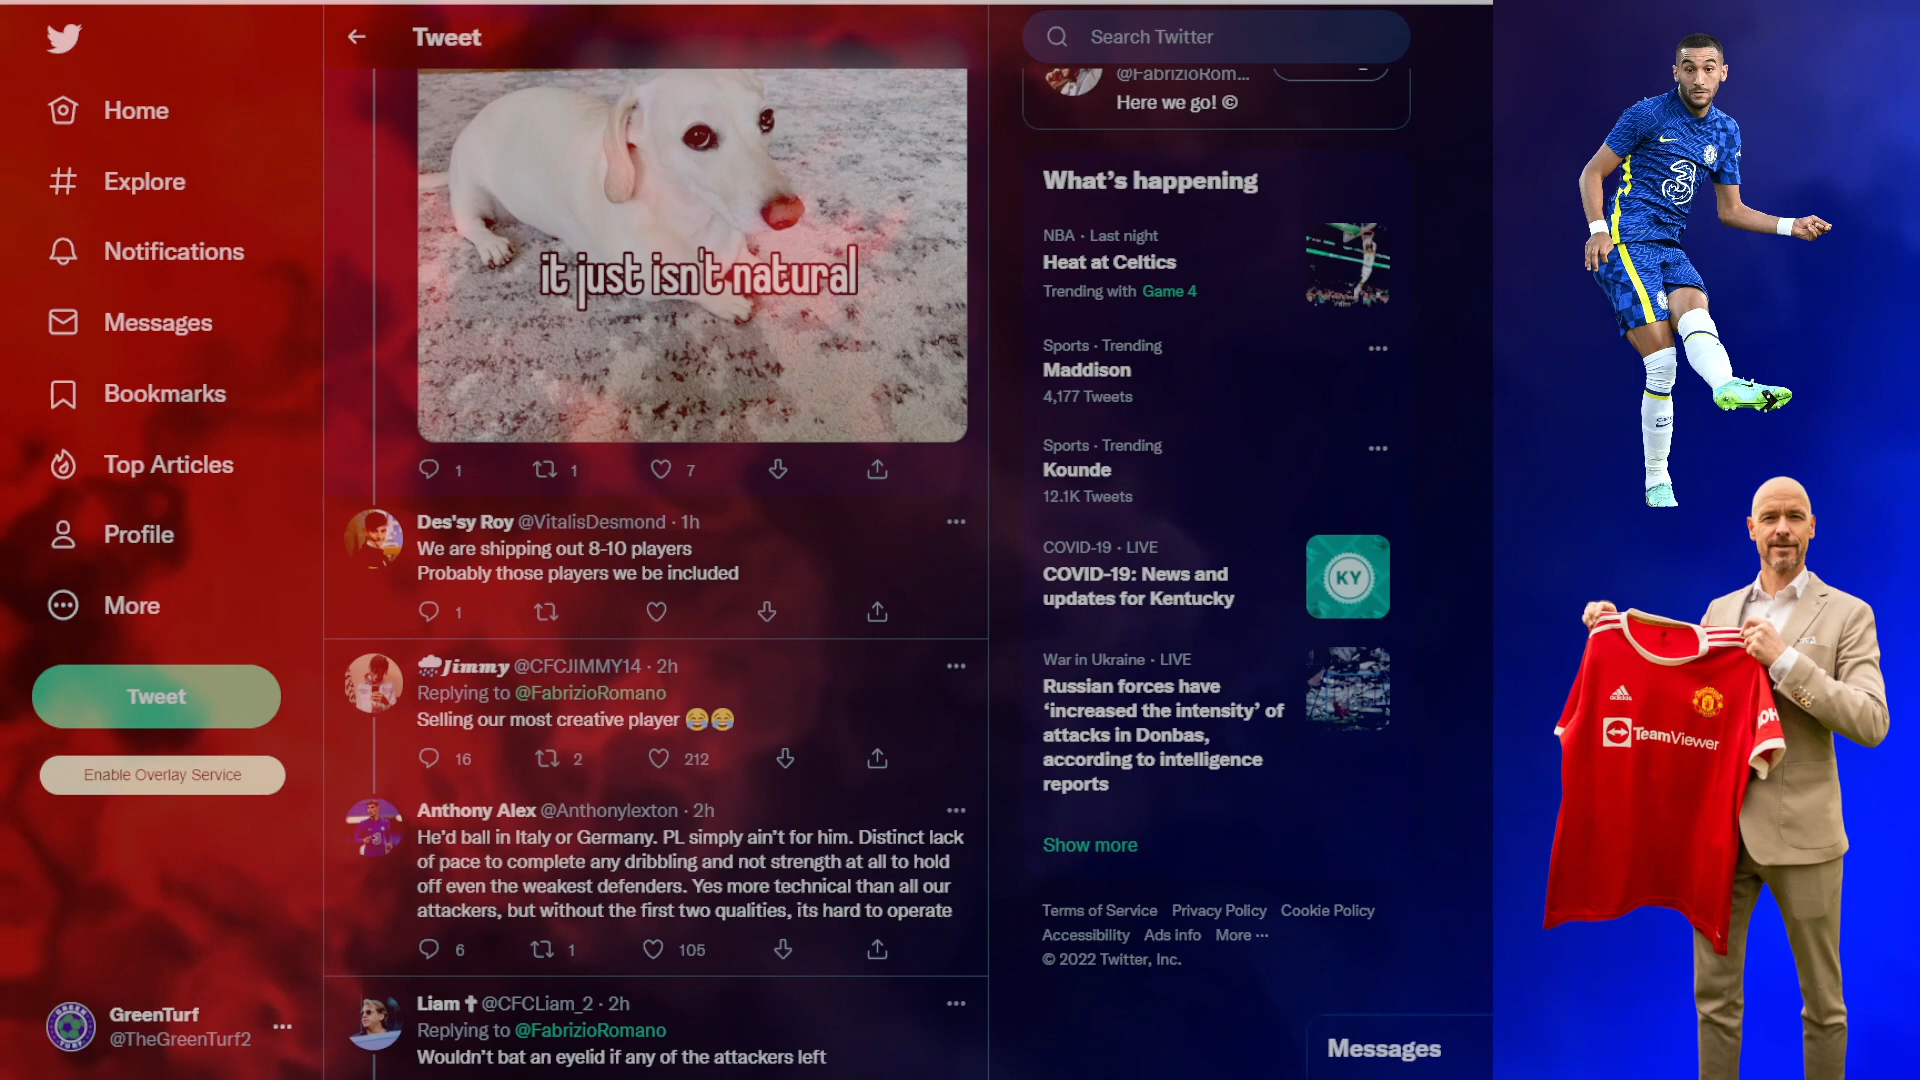 Home
Explore
Notifications
Messages
Bookmarks
Top Articles
Profile
More
Tweet
Enable Overlay Service
GreenTurf
@TheGreenTurf2
Tweet
it just isn't natural
1 1 7
Des'sy Roy @VitalisDesmond · 1h
We are shipping out 8-10 players
Probably those players we be included
1
Jimmy @CFCJIMMY14 · 2h
Replying to @FabrizioRomano
Selling our most creative player 😂😂
16 2 212
Anthony Alex @Anthonylexton · 2h
He'd ball in Italy or Germany. PL simply ain't for him. Distinct lack
of pace to complete any dribbling and not strength at all to hold
off even the weakest defenders. Yes more technical than all our
attackers, but without the first two qualities, its hard to operate
6 1 105
Liam ✝ @CFCLiam_2 · 2h
Replying to @FabrizioRomano
Wouldn't bat an eyelid if any of the attackers left
Search Twitter
@FabrizioRom...
Here we go! ©
What's happening
NBA · Last night
Heat at Celtics
Trending with Game 4
Sports · Trending
Maddison
4,177 Tweets
Sports · Trending
Kounde
12.1K Tweets
COVID-19 · LIVE
COVID-19: News and
updates for Kentucky
KY
War in Ukraine · LIVE
Russian forces have
‘increased the intensity’ of
attacks in Donbas,
according to intelligence
reports
Show more
Terms of Service Privacy Policy Cookie Policy
Accessibility Ads info More ···
© 2022 Twitter, Inc.
Messages
3
adidas
TeamViewer